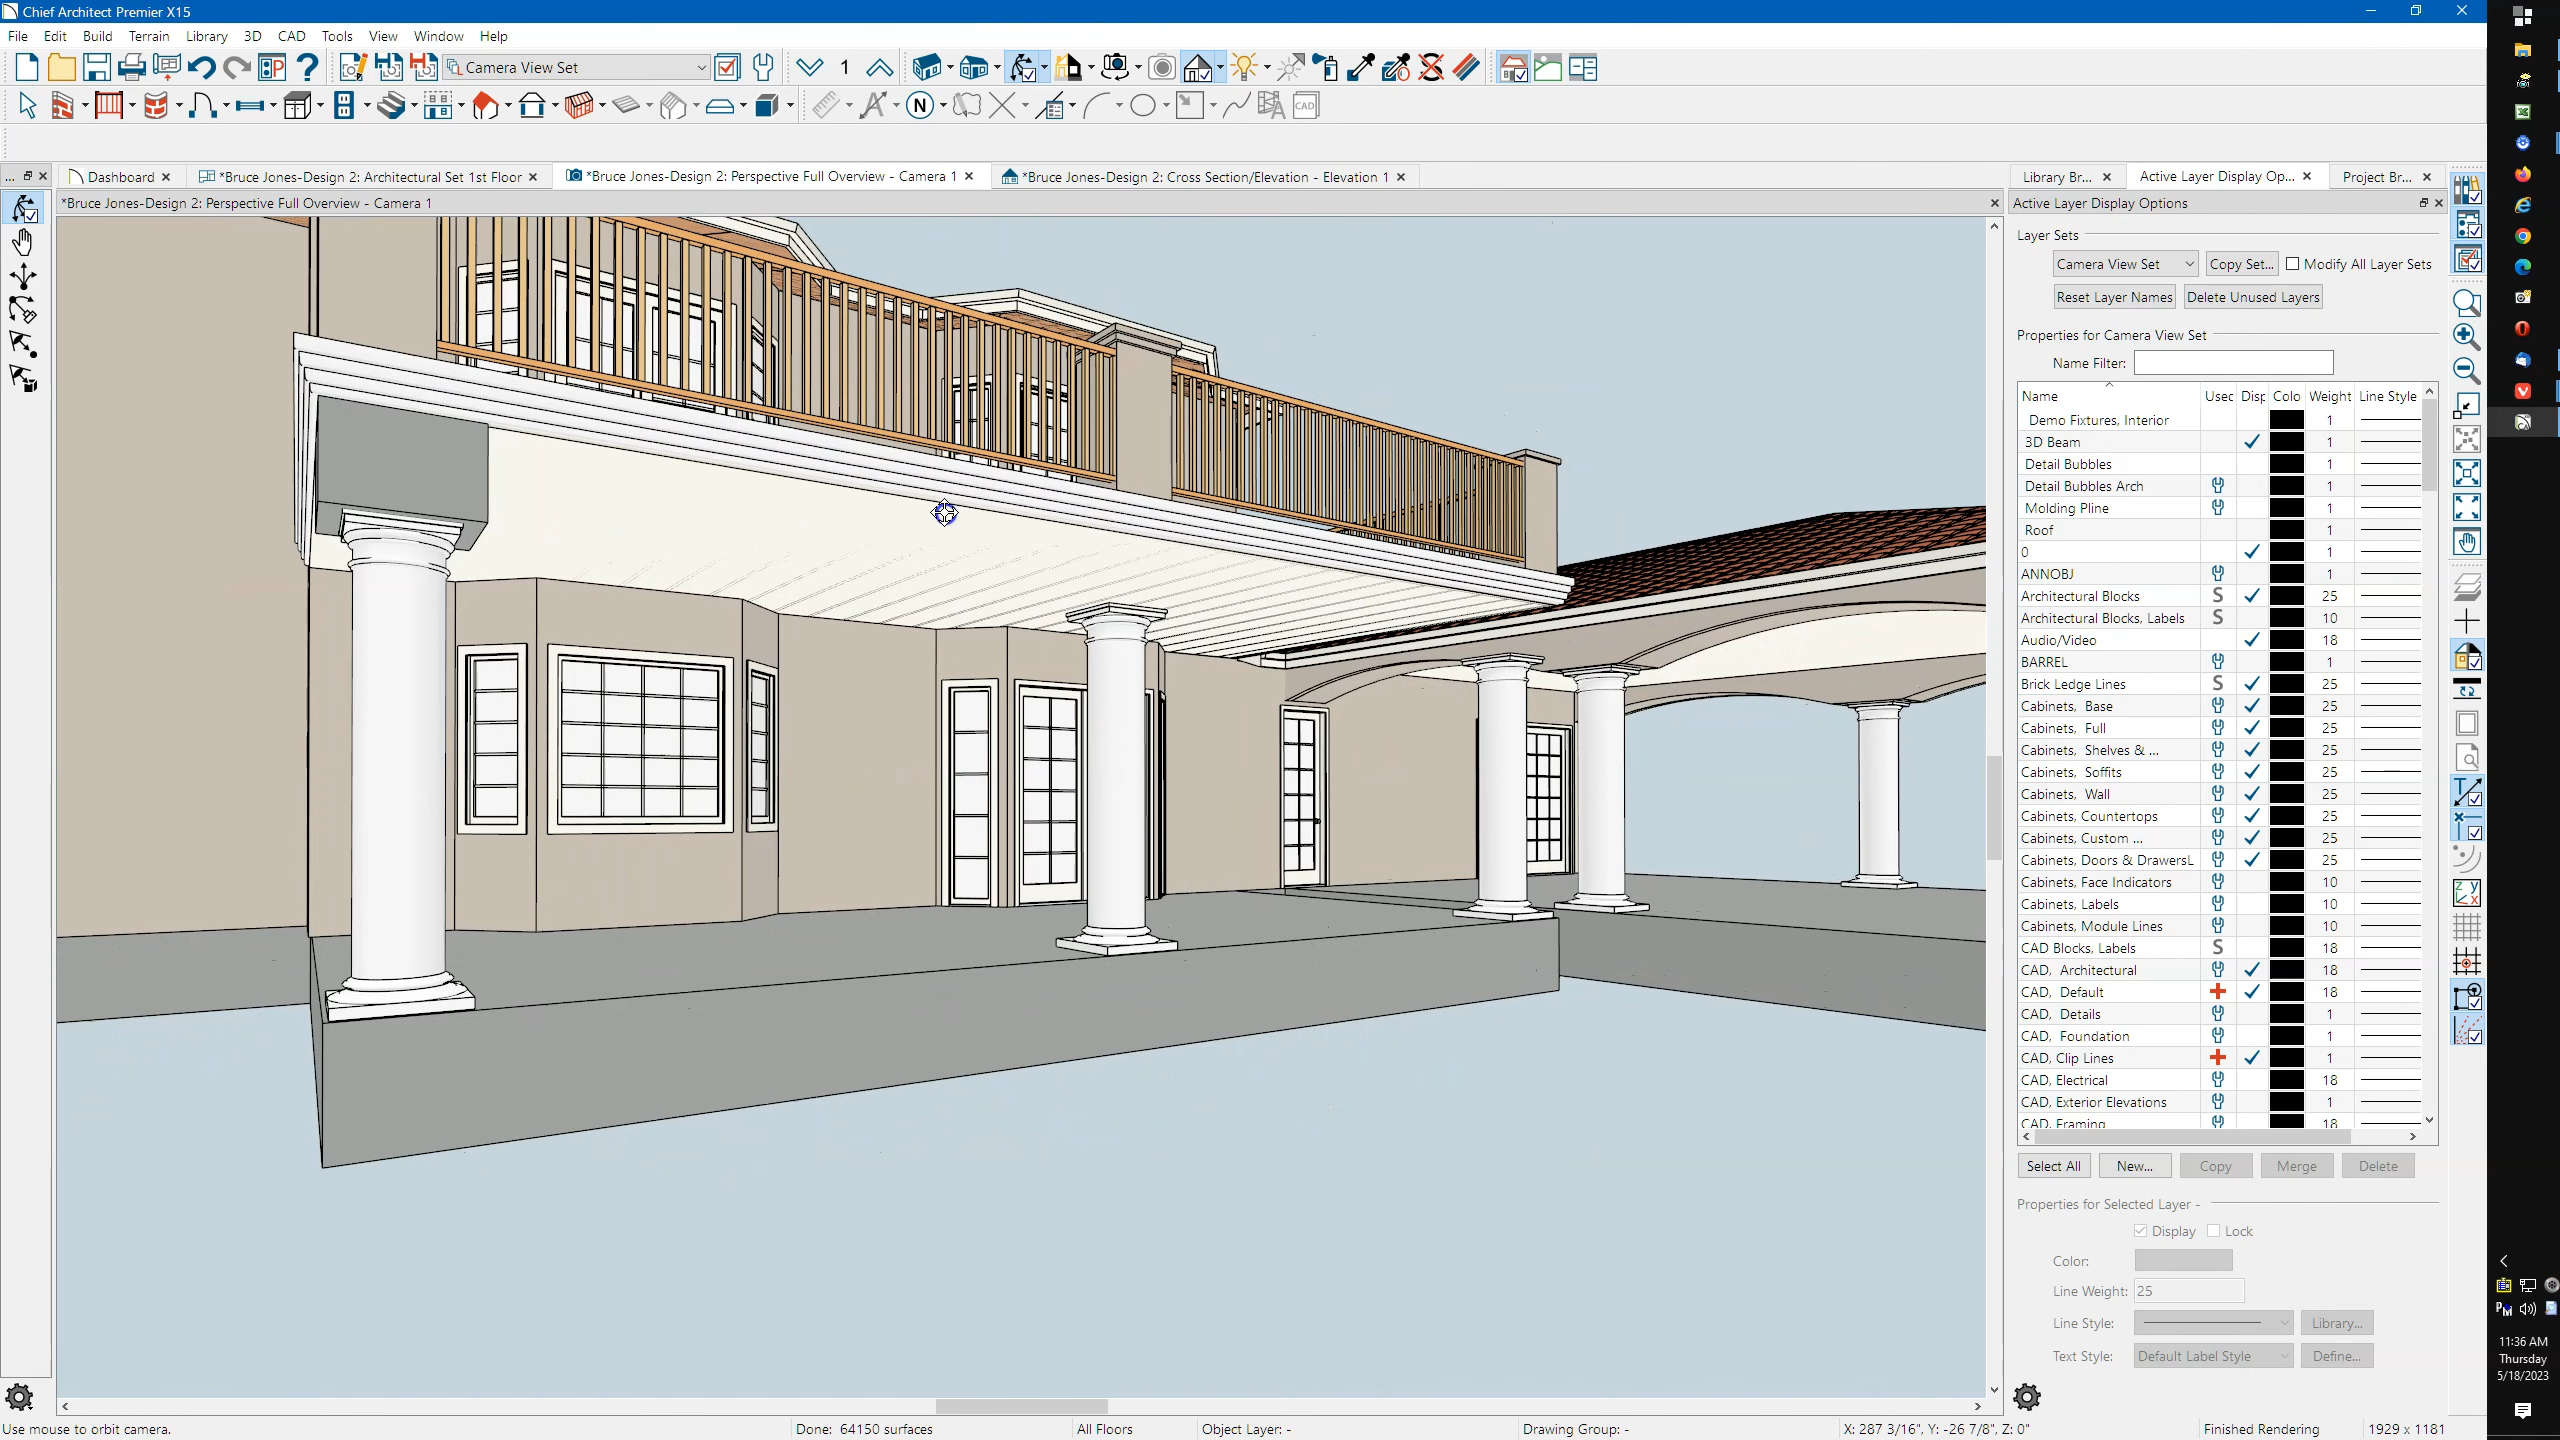 Chief Architect Premier X15
File Edit Build Terrain Library 3D CAD Tools View Window Help
Camera View Set
1
N
CAD
...
Dashboard
*Bruce Jones-Design 2: Architectural Set 1st Floor
*Bruce Jones-Design 2: Perspective Full Overview - Camera 1
*Bruce Jones-Design 2: Cross Section/Elevation - Elevation 1
Library Br...
Active Layer Display Op...
Project Br...
*Bruce Jones-Design 2: Perspective Full Overview - Camera 1
Active Layer Display Options
Layer Sets
Camera View Set
Copy Set...
Modify All Layer Sets
Reset Layer Names
Delete Unused Layers
Properties for Camera View Set
Name Filter:
Name Used Disp Colo Weight Line Style
Demo Fixtures, Interior 1
3D Beam 1
Detail Bubbles 1
Detail Bubbles Arch 1
Molding Pline 1
Roof 1
0 1
ANNOBJ 1
Architectural Blocks S 25
Architectural Blocks, Labels S 10
Audio/Video 18
BARREL 1
Brick Ledge Lines S 25
Cabinets, Base 25
Cabinets, Full 25
Cabinets, Shelves & ... 25
Cabinets, Soffits 25
Cabinets, Wall 25
Cabinets, Countertops 25
Cabinets, Custom ... 25
Cabinets, Doors & DrawersL 25
Cabinets, Face Indicators 10
Cabinets, Labels 10
Cabinets, Module Lines 10
CAD Blocks, Labels S 18
CAD, Architectural 18
CAD, Default 18
CAD, Details 1
CAD, Foundation 1
CAD, Clip Lines 1
CAD, Electrical 18
CAD, Exterior Elevations 1
CAD, Framing 18
Select All
New...
Copy
Merge
Delete
Properties for Selected Layer -
Display
Lock
Color:
Line Weight: 25
Line Style:
Library...
Text Style: Default Label Style
Define...
11:36 AM
Thursday
5/18/2023
Use mouse to orbit camera.
Done: 64150 surfaces
All Floors
Object Layer: -
Drawing Group: -
X: 287 3/16", Y: -26 7/8", Z: 0"
Finished Rendering
1929 x 1181